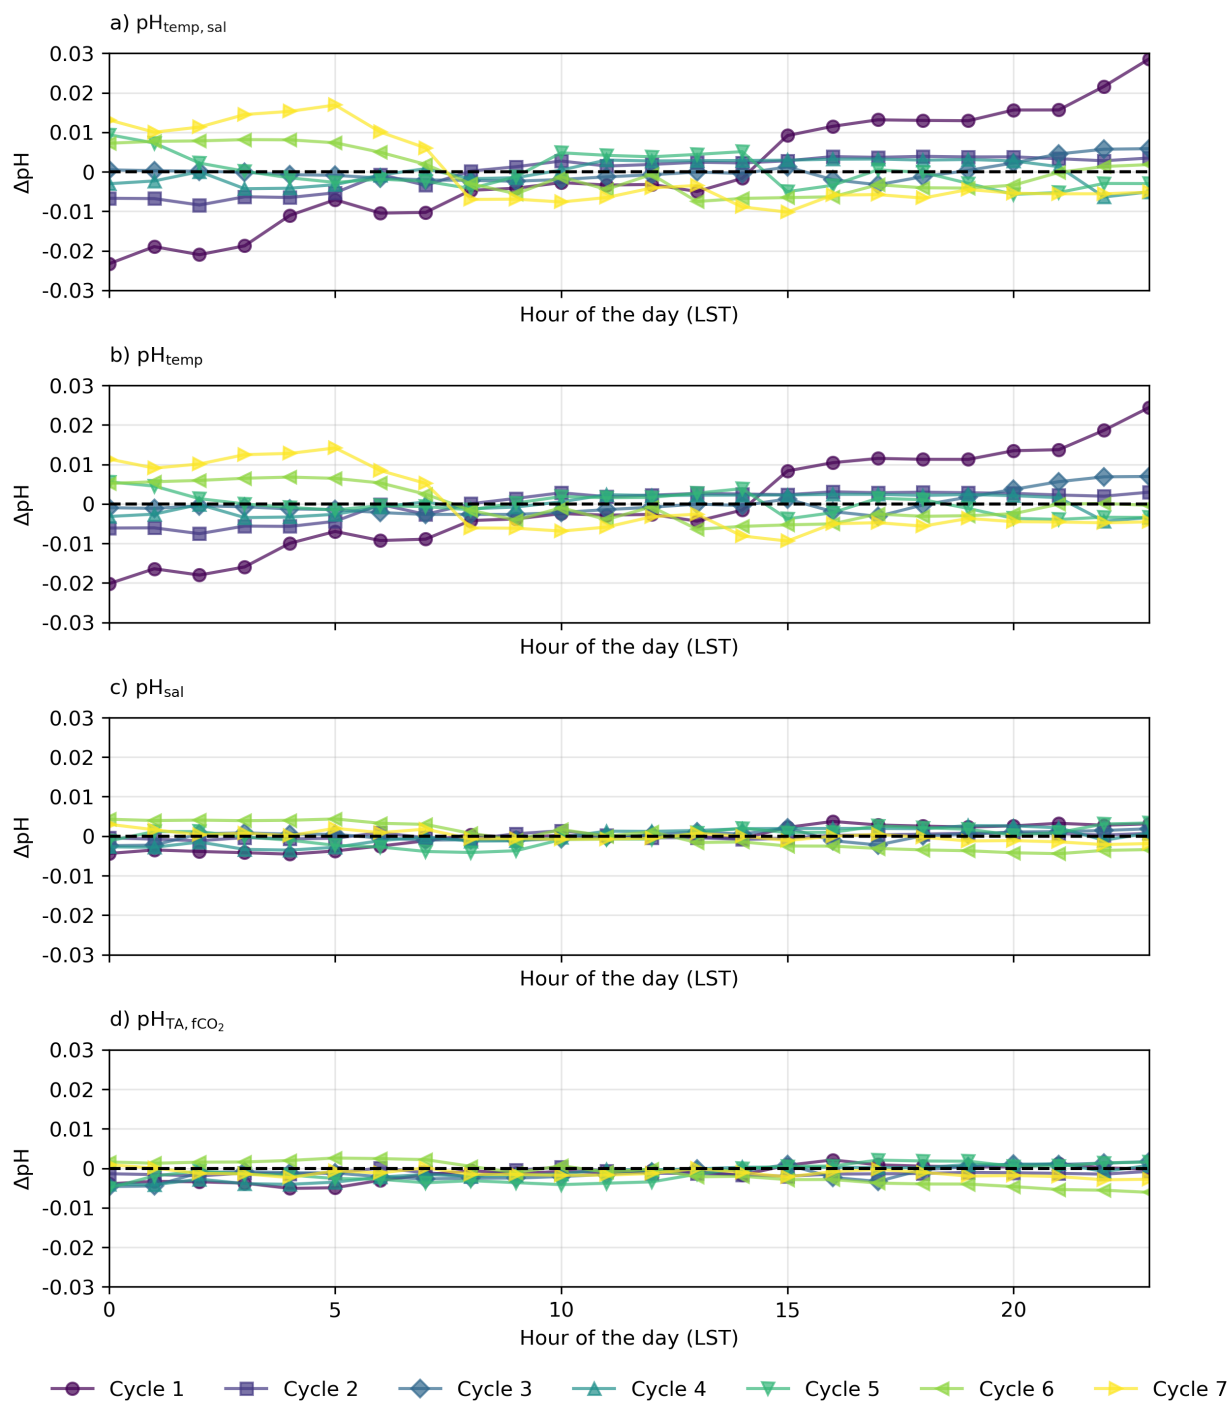 a) pH_temp, sal
0.03
0.02
0.01
0
-0.01
-0.02
-0.03
ΔpH
Hour of the day (LST)
b) pH_temp
0.03
0.02
0.01
0
-0.01
-0.02
-0.03
ΔpH
Hour of the day (LST)
c) pH_sal
0.03
0.02
0.01
0
-0.01
-0.02
-0.03
ΔpH
Hour of the day (LST)
d) pH_TA, fCO₂
0.03
0.02
0.01
0
-0.01
-0.02
-0.03
ΔpH
0 5 10 15 20
Hour of the day (LST)
Cycle 1 Cycle 2 Cycle 3 Cycle 4 Cycle 5 Cycle 6 Cycle 7